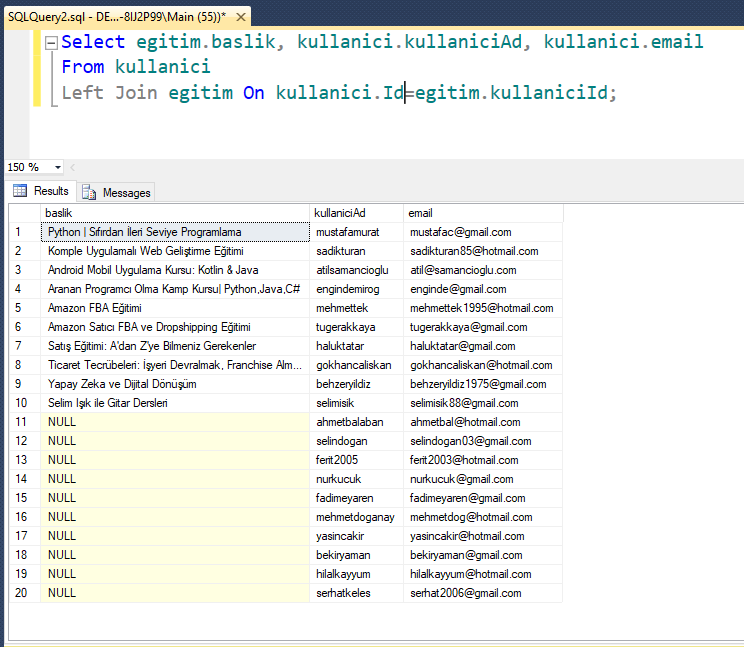 SQLQuery2.sql - DE...-8IJ2P99\Main (55))* ×
Select egitim.baslik, kullanici.kullaniciAd, kullanici.email
From kullanici
Left Join egitim On kullanici.Id=egitim.kullaniciId;
150 %
Results Messages
baslik kullaniciAd email
1 Python | Sıfırdan İleri Seviye Programlama mustafamurat mustafac@gmail.com
2 Komple Uygulamalı Web Geliştirme Eğitimi sadikturan sadikturan85@hotmail.com
3 Android Mobil Uygulama Kursu: Kotlin & Java atilsamancioglu atil@samancioglu.com
4 Aranan Programcı Olma Kamp Kursu| Python,Java,C# engindemirog enginde@gmail.com
5 Amazon FBA Eğitimi mehmettek mehmettek1995@hotmail.com
6 Amazon Satıcı FBA ve Dropshipping Eğitimi tugerakkaya tugerakkaya@gmail.com
7 Satış Eğitimi: A'dan Z'ye Bilmeniz Gerekenler haluktatar haluktatar@gmail.com
8 Ticaret Tecrübeleri: İşyeri Devralmak, Franchise Alm... gokhancaliskan gokhancaliskan@hotmail.com
9 Yapay Zeka ve Dijital Dönüşüm behzeryildiz behzeryildiz1975@gmail.com
10 Selim Işık ile Gitar Dersleri selimisik selimisik88@gmail.com
11 NULL ahmetbalaban ahmetbal@hotmail.com
12 NULL selindogan selindogan03@gmail.com
13 NULL ferit2005 ferit2003@hotmail.com
14 NULL nurkucuk nurkucuk@gmail.com
15 NULL fadimeyaren fadimeyaren@gmail.com
16 NULL mehmetdoganay mehmetdog@hotmail.com
17 NULL yasincakir yasincakir@hotmail.com
18 NULL bekiryaman bekiryaman@gmail.com
19 NULL hilalkayyum hilalkayyum@hotmail.com
20 NULL serhatkeles serhat2006@gmail.com